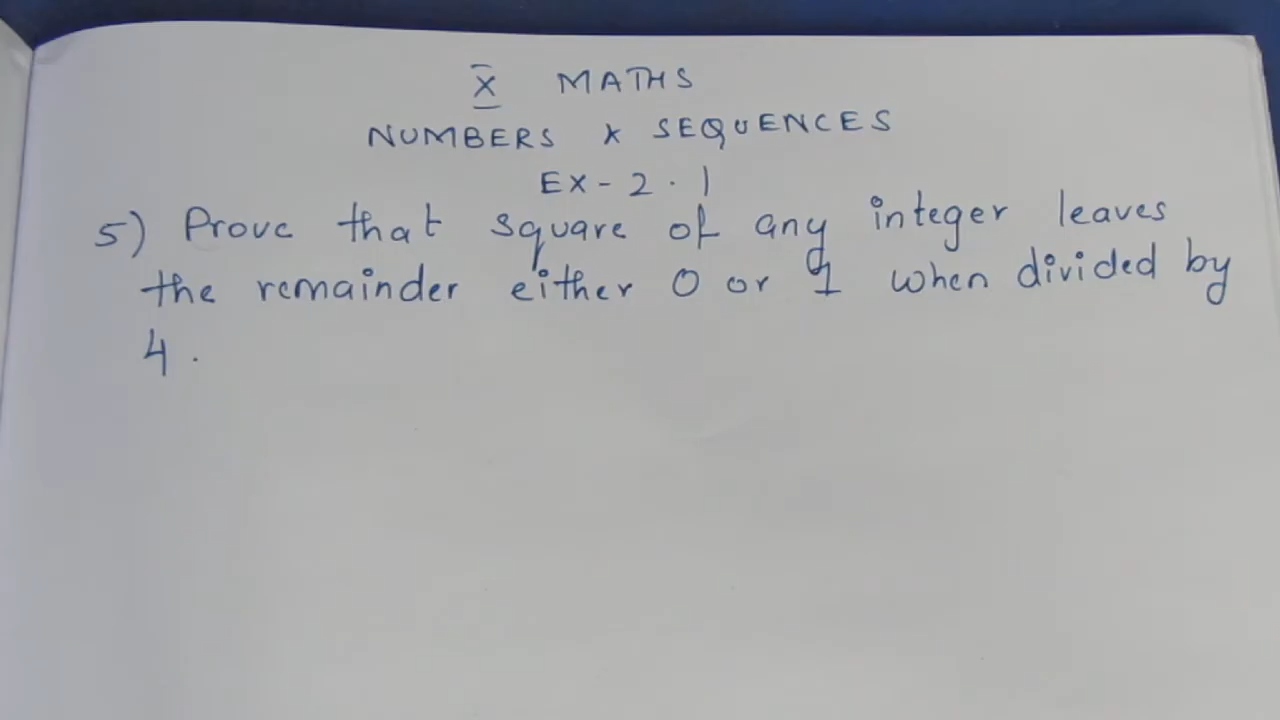 X MATHS
NUMBERS & SEQUENCES
EX-2.1
5) Prove that square of any integer leaves
the remainder either 0 or 1 when divided by
4.